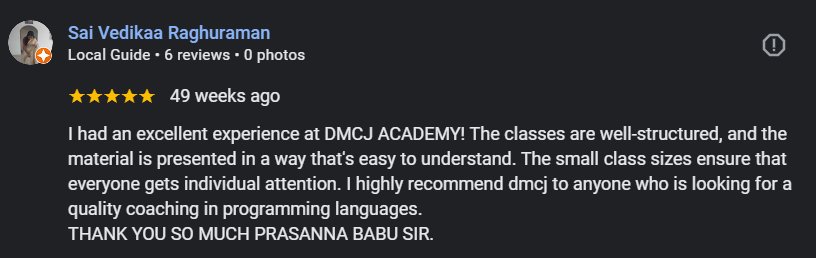 Sai Vedikaa Raghuraman
Local Guide • 6 reviews • 0 photos
49 weeks ago
I had an excellent experience at DMCJ ACADEMY! The classes are well-structured, and the
material is presented in a way that's easy to understand. The small class sizes ensure that
everyone gets individual attention. I highly recommend dmcj to anyone who is looking for a
quality coaching in programming languages.
THANK YOU SO MUCH PRASANNA BABU SIR.